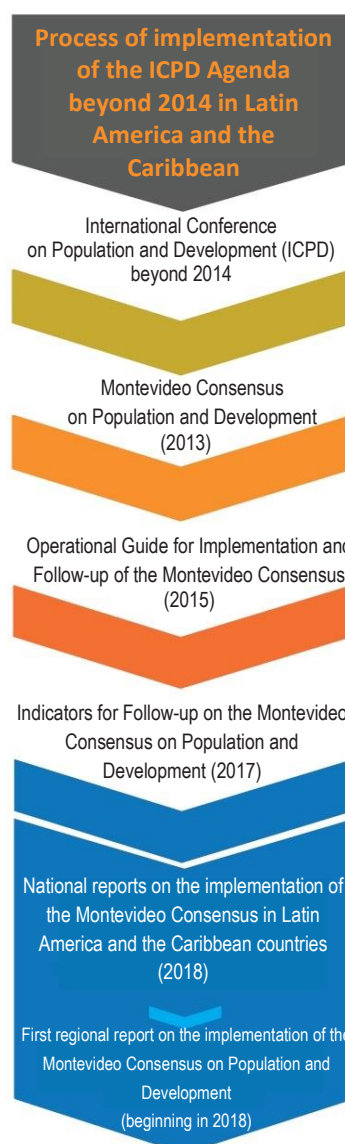 Process of implementation
of the ICPD Agenda
beyond 2014 in Latin
America and the
Caribbean
International Conference
on Population and Development (ICPD)
beyond 2014
Montevideo Consensus
on Population and Development
(2013)
Operational Guide for Implementation and
Follow-up of the Montevideo Consensus
(2015)
Indicators for Follow-up on the Montevideo
Consensus on Population and
Development (2017)
National reports on the implementation of
the Montevideo Consensus in Latin
America and the Caribbean countries
(2018)
First regional report on the implementation of the
Montevideo Consensus on Population and
Development
(beginning in 2018)